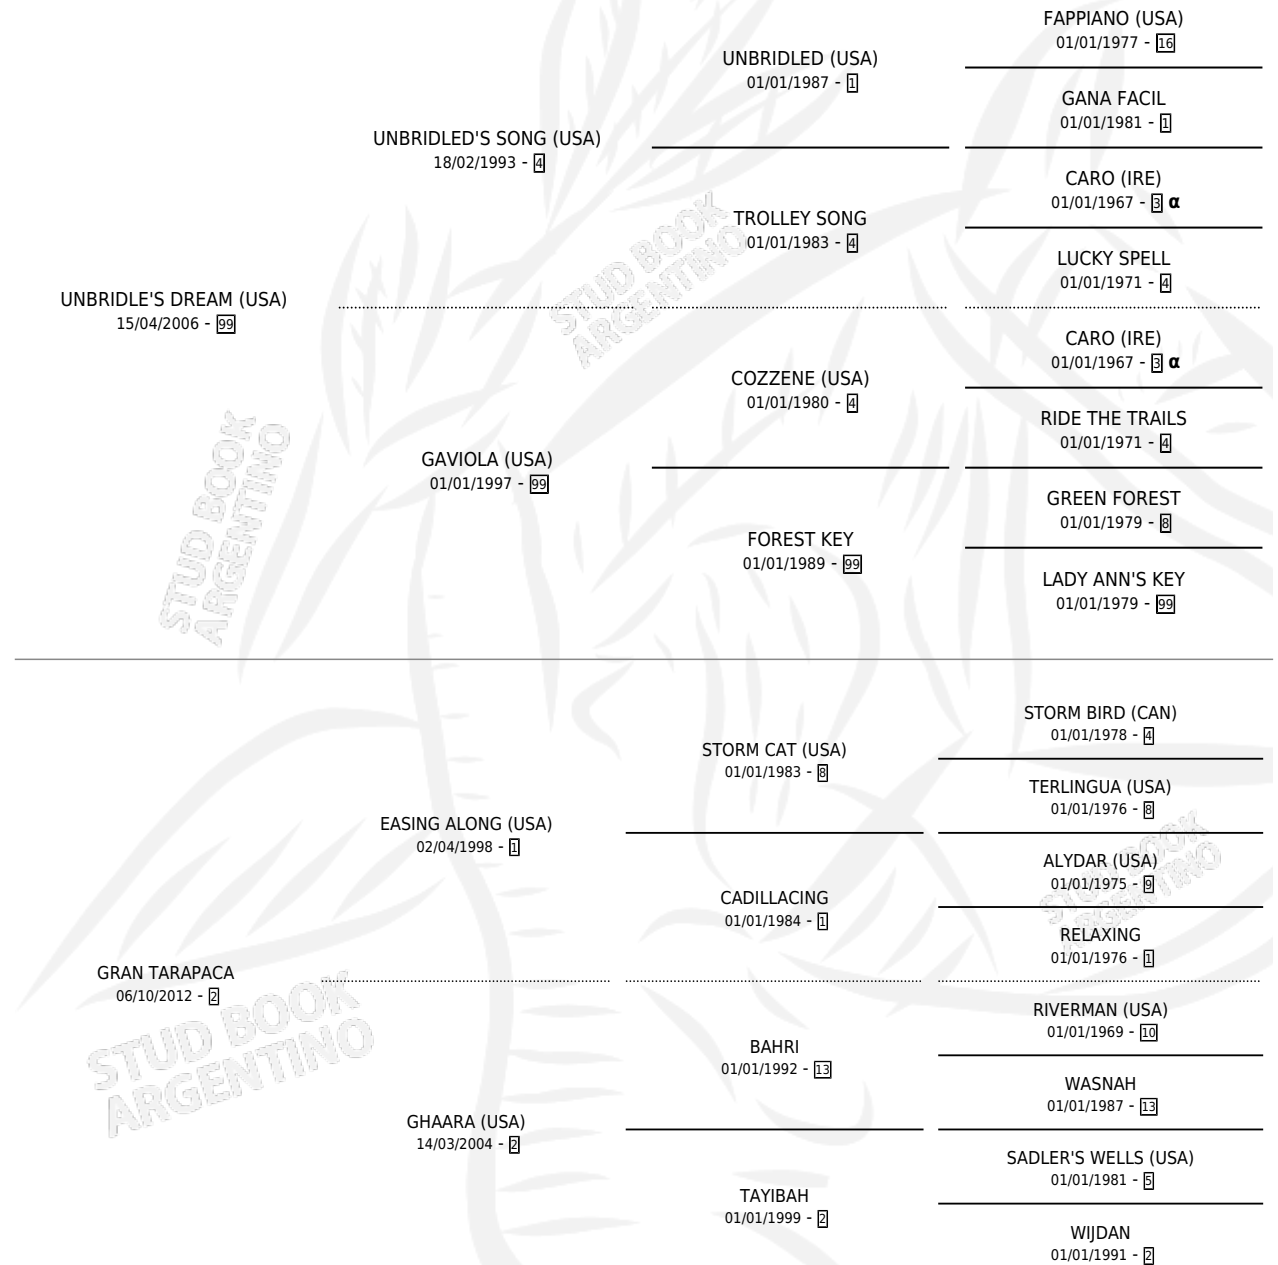 FAPPIANO (USA)
01/01/1977 - 16
UNBRIDLED (USA)
01/01/1987 - 1
GANA FACIL
01/01/1981 - 1
UNBRIDLED'S SONG (USA)
18/02/1993 - 4
CARO (IRE)
01/01/1967 - 3 α
TROLLEY SONG
01/01/1983 - 4
LUCKY SPELL
01/01/1971 - 4
UNBRIDLE'S DREAM (USA)
15/04/2006 - 99
CARO (IRE)
01/01/1967 - 3 α
COZZENE (USA)
01/01/1980 - 4
RIDE THE TRAILS
01/01/1971 - 4
GAVIOLA (USA)
01/01/1997 - 99
GREEN FOREST
01/01/1979 - 8
FOREST KEY
01/01/1989 - 99
LADY ANN'S KEY
01/01/1979 - 99
STORM BIRD (CAN)
01/01/1978 - 4
STORM CAT (USA)
01/01/1983 - 8
TERLINGUA (USA)
01/01/1976 - 8
EASING ALONG (USA)
02/04/1998 - 1
ALYDAR (USA)
01/01/1975 - 9
CADILLACING
01/01/1984 - 1
RELAXING
01/01/1976 - 1
GRAN TARAPACA
06/10/2012 - 2
RIVERMAN (USA)
01/01/1969 - 10
BAHRI
01/01/1992 - 13
WASNAH
01/01/1987 - 13
GHAARA (USA)
14/03/2004 - 2
SADLER'S WELLS (USA)
01/01/1981 - 5
TAYIBAH
01/01/1999 - 2
WIJDAN
01/01/1991 - 2
STUD BOOK
ARGENTINO
STUD BOOK
ARGENTINO
STUD BOOK
ARGENTINO
STUD BOOK
ARGENTINO